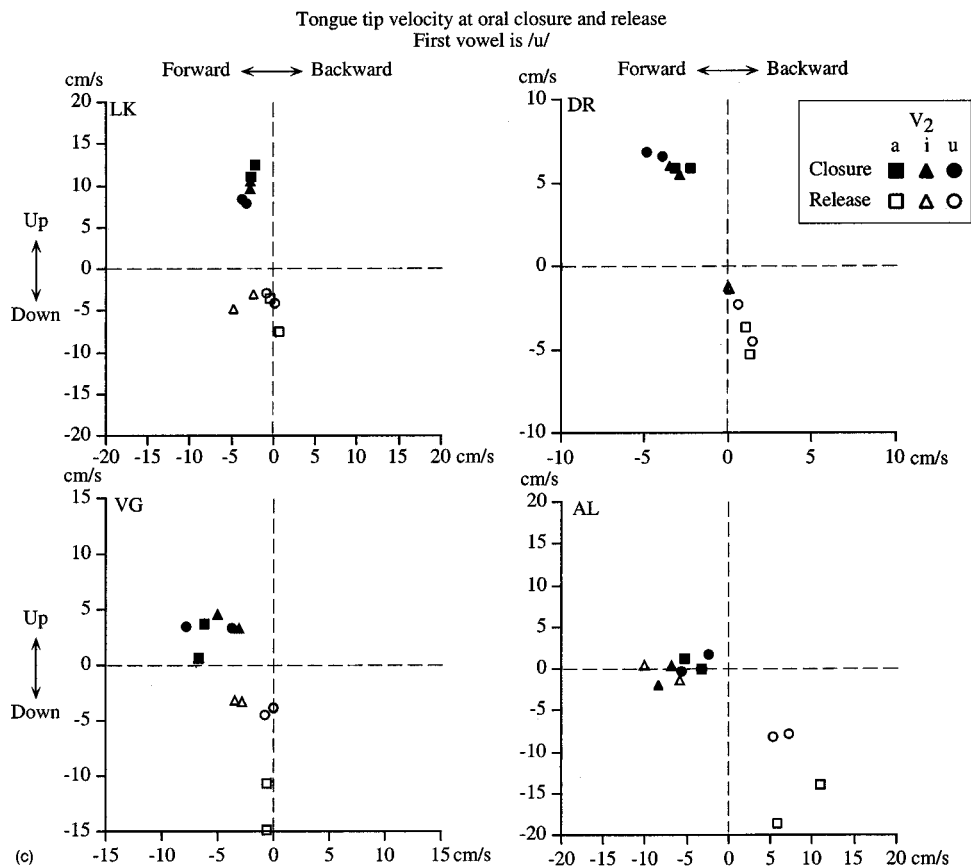 Tongue tip velocity at oral closure and release
First vowel is /u/
Forward Backward
Forward Backward
cm/s
20
15
10
5
0
-5
-10
-15
-20
LK
Up
Down
-20 -15 -10 -5 0 5 10 15 20 cm/s
cm/s
10
5
0
-5
-10
DR
-10 -5 0 5 10 cm/s
V2
a i u
Closure
Release
cm/s
15
10
5
0
-5
-10
-15
VG
Up
Down
-15 -10 -5 0 5 10 15 cm/s
(c)
cm/s
20
15
10
5
0
-5
-10
-15
-20
AL
-20 -15 -10 -5 0 5 10 15 20
cm/s